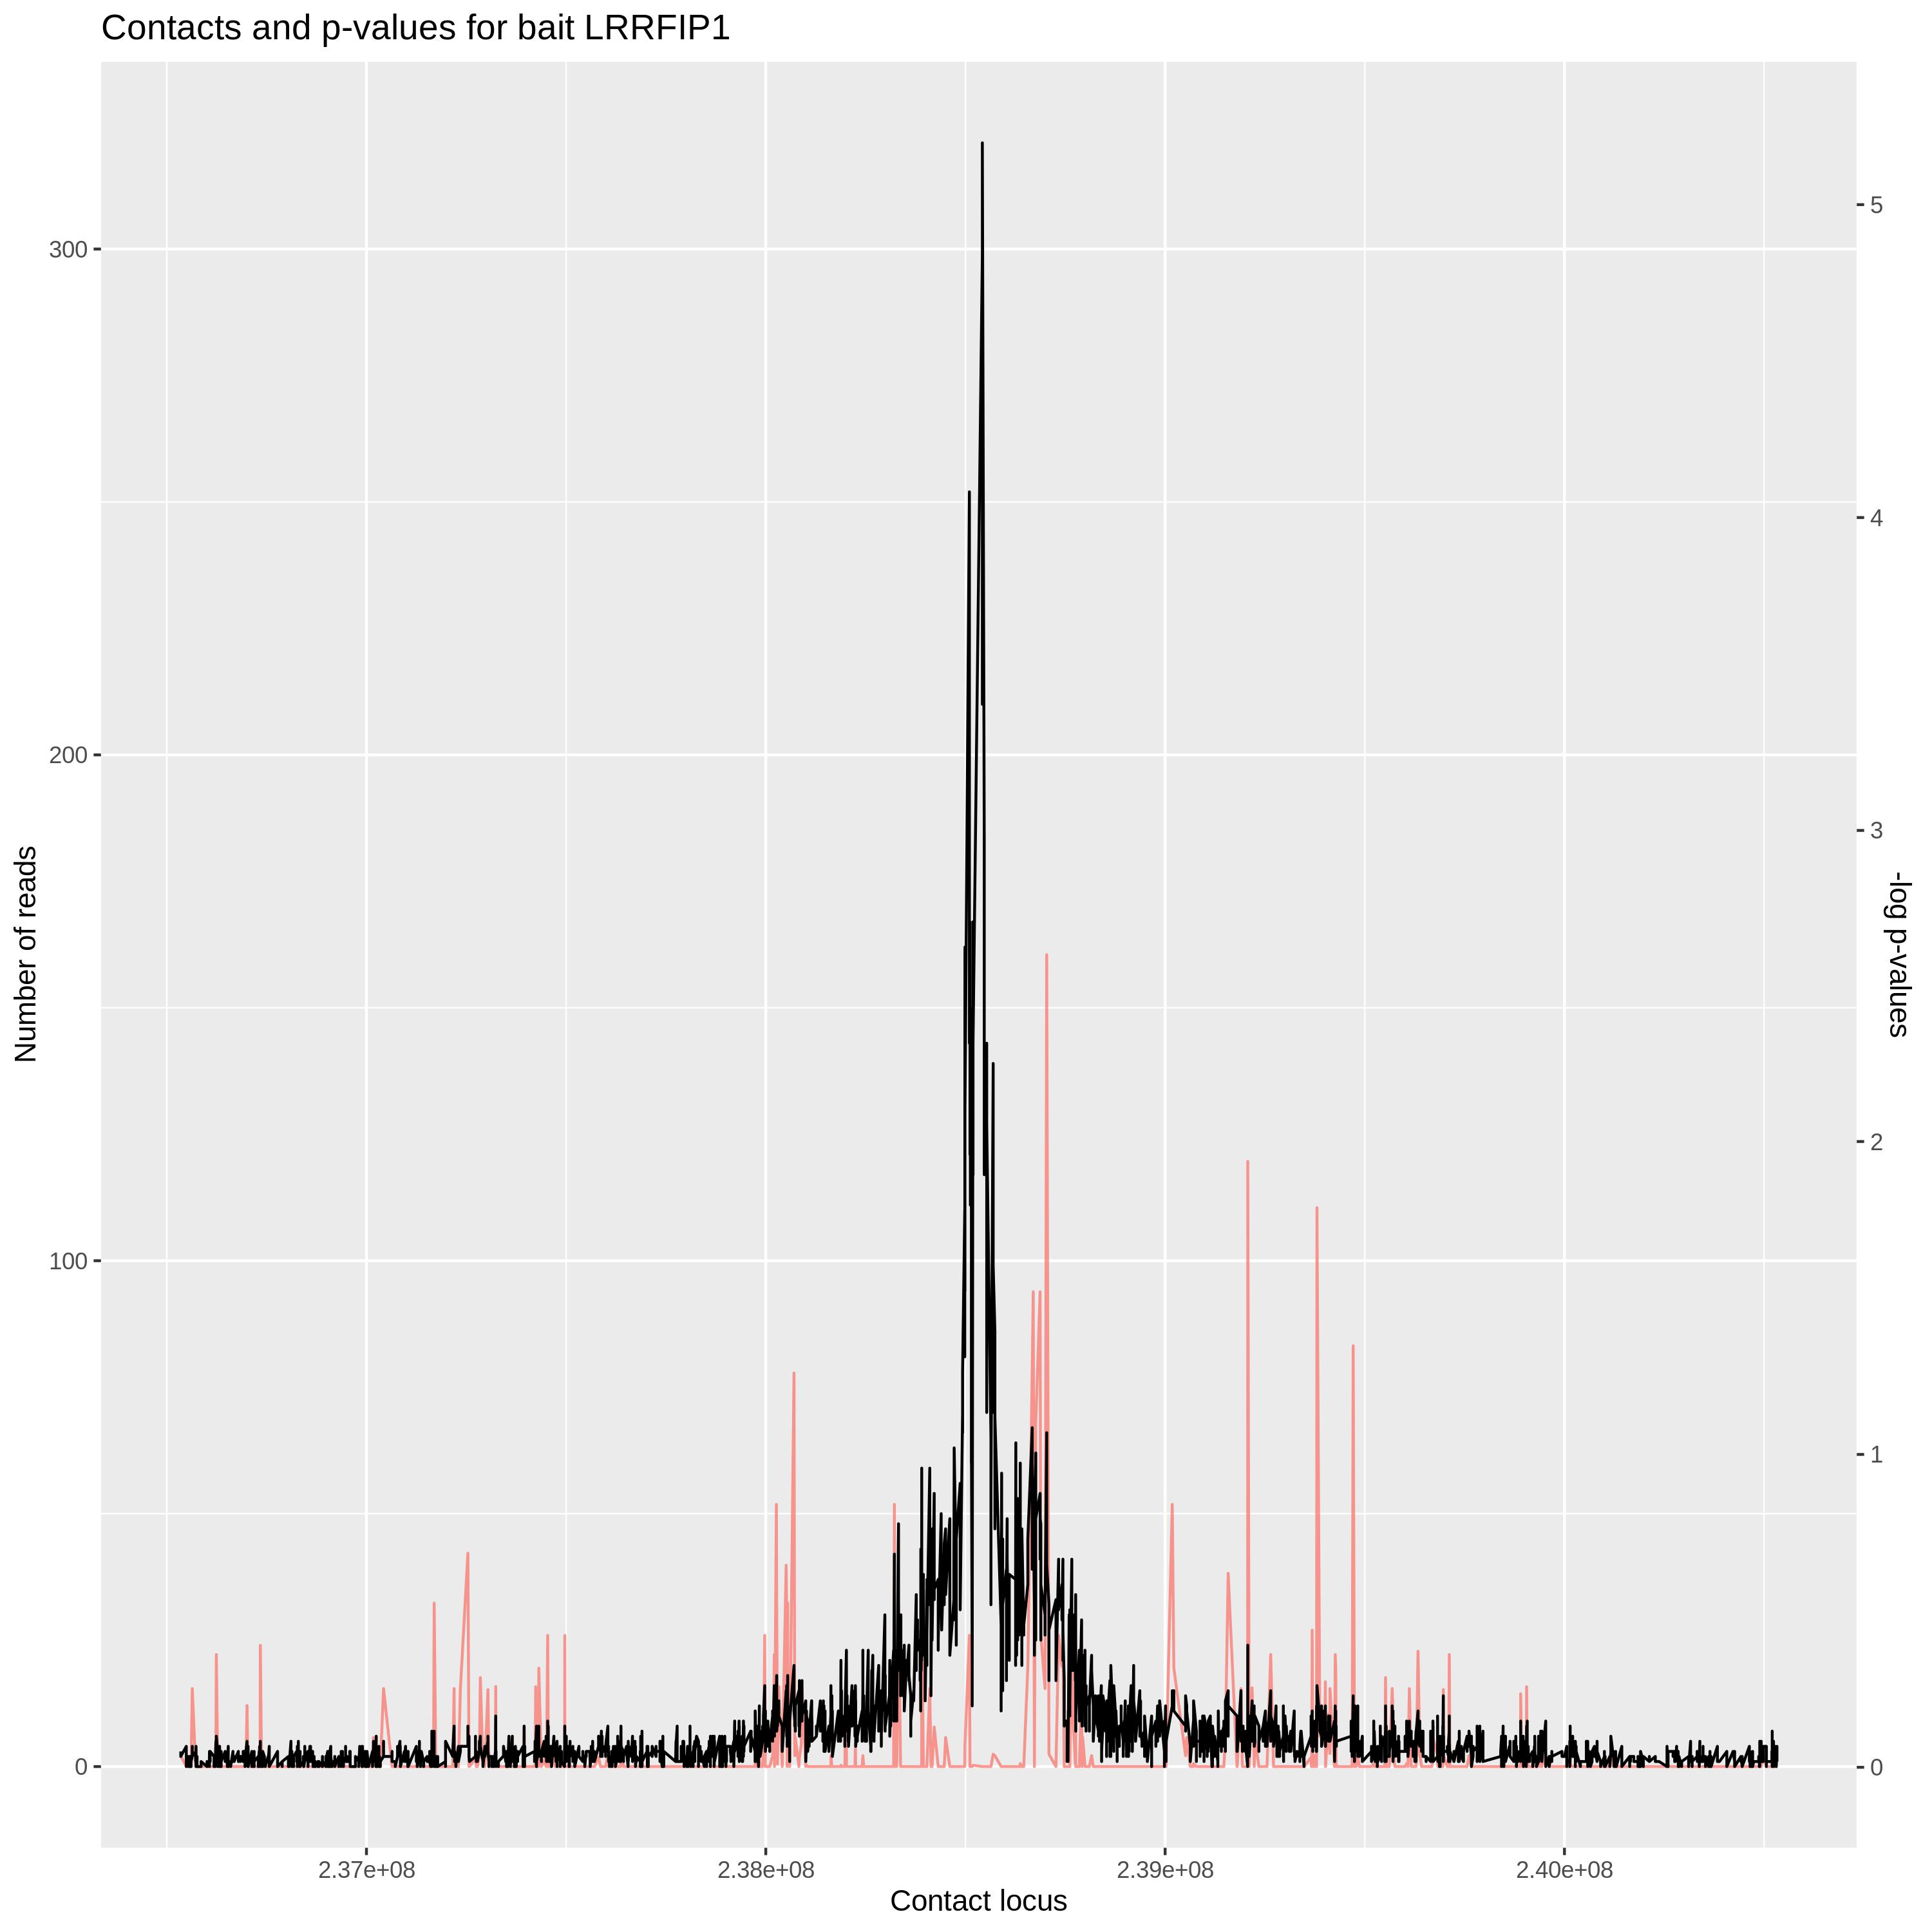 Contacts and p-values for bait LRRFIP1
300
200
100
0
Number of reads
5
4
3
2
1
0
-log p-values
2.37e+08
2.38e+08
2.39e+08
2.40e+08
Contact locus